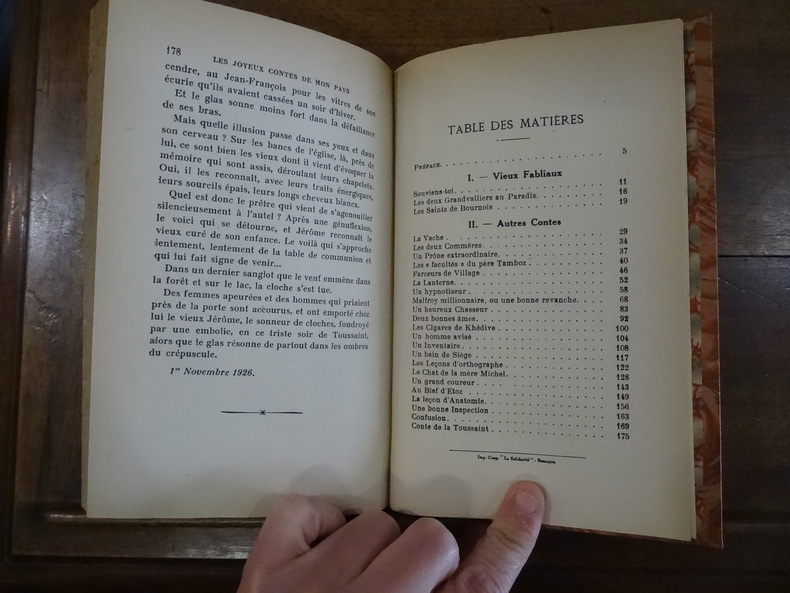 178
LES JOYEUX CONTES DE MON PAYS
cendre, au Jean-François pour les vitres de son
écurie qu'ils avaient cassées un soir d'hiver.
Et le glas sonne moins fort dans la défaillance
de ses bras.
Mais quelle illusion passe dans ses yeux et dans
son cerveau ? Sur les bancs de l'église, là, près de
lui, ce sont bien les vieux dont il vient d'évoquer la
mémoire qui sont assis, déroulant leurs chapelets.
Oui, il les reconnaît, avec leurs traits énergiques,
leurs sourcils épais, leurs longs cheveux blancs.
Quel est donc le prêtre qui vient de s'agenouiller
silencieusement à l'autel ? Après une génuflexion,
le voici qui se détourne, et Jérôme reconnaît le
vieux curé de son enfance. Le voilà qui s'approche
lentement, lentement de la table de communion et
qui lui fait signe de venir...
Dans un dernier sanglot que le vent emmène dans
la forêt et sur le lac, la cloche s'est tue.
Des femmes apeurées et des hommes qui priaient
près de la porte sont accourus, et ont emporté chez
lui le vieux Jérôme, le sonneur de cloches, foudroyé
par une embolie, en ce triste soir de Toussaint,
alors que le glas résonne de partout dans les ombres
du crépuscule.
1er Novembre 1926.
TABLE DES MATIÈRES
PRÉFACE. 5
I. — Vieux Fabliaux
Souviens-toi. 11
Les deux Grandvalliers au Paradis. 16
Les Saints de Bournois. 19
II. — Autres Contes
La Vache. 29
Les deux Commères. 34
Un Prône extraordinaire. 37
Les « facultés » du père Tamboz. 40
Farceurs de Village. 46
La Lanterne. 52
Un hypnotiseur. 58
Malfroy millionnaire, ou une bonne revanche. 68
Un heureux Chasseur. 83
Deux bonnes âmes. 92
Les Cigares de Khédive. 100
Un homme avisé. 104
Un Inventaire. 108
Un bain de Siège. 117
Les Leçons d'orthographe. 122
Le Chat de la mère Michel. 128
Un grand coureur. 143
Au Bief d'Etoz. 149
La leçon d'Anatomie. 156
Une bonne Inspection. 163
Confusion. 169
Conte de la Toussaint. 175
Imp. Coop. "La Solidarité" - Besançon